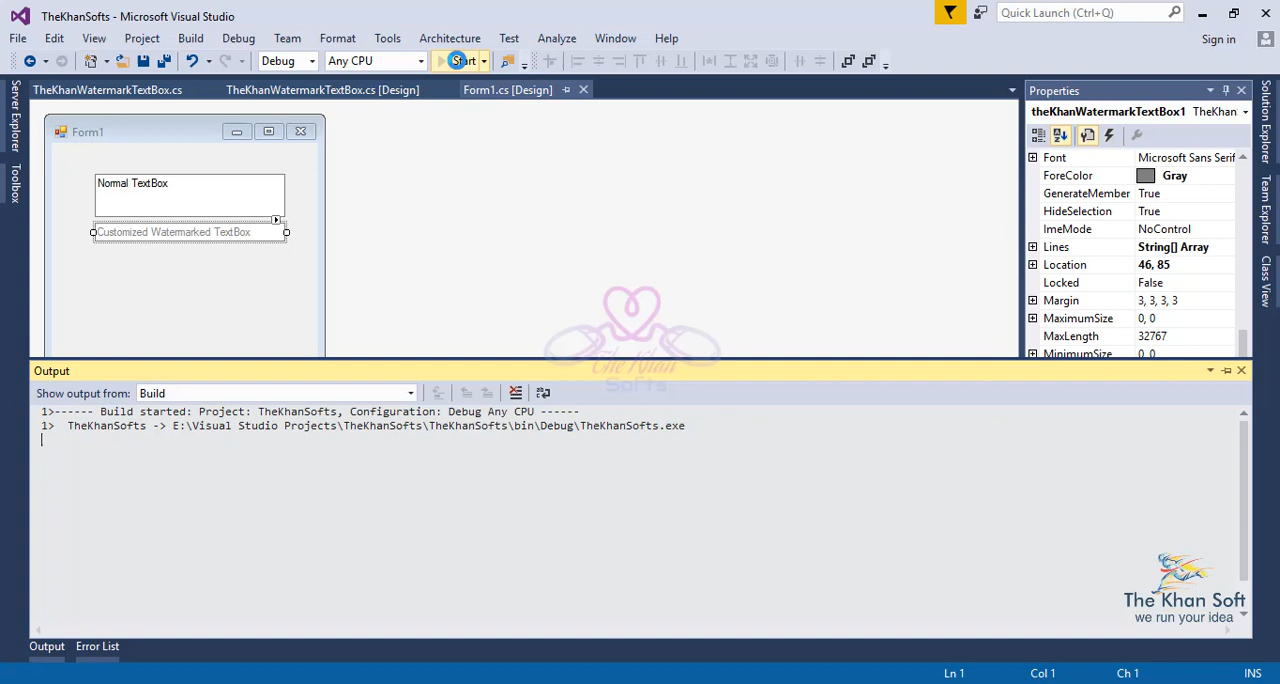 TheKhanSofts - Microsoft Visual Studio
Quick Launch (Ctrl+Q)
File Edit View Project Build Debug Team Format Tools Architecture Test Analyze Window Help
Sign in
Debug Any CPU Start
TheKhanWatermarkTextBox.cs TheKhanWatermarkTextBox.cs [Design] Form1.cs [Design]
Server Explorer
Toolbox
Form1
Normal TextBox
Customized Watermarked TextBox
The Khan
Softs
Properties
theKhanWatermarkTextBox1 TheKhan
Font Microsoft Sans Serif
ForeColor Gray
GenerateMember True
HideSelection True
ImeMode NoControl
Lines String[] Array
Location 46, 85
Locked False
Margin 3, 3, 3, 3
MaximumSize 0, 0
MaxLength 32767
MinimumSize 0, 0
Solution Explorer
Team Explorer
Class View
Output
Show output from: Build
1>------ Build started: Project: TheKhanSofts, Configuration: Debug Any CPU ------
1> TheKhanSofts -> E:\Visual Studio Projects\TheKhanSofts\TheKhanSofts\bin\Debug\TheKhanSofts.exe
The Khan Soft
we run your idea
Output Error List
Ln 1 Col 1 Ch 1 INS